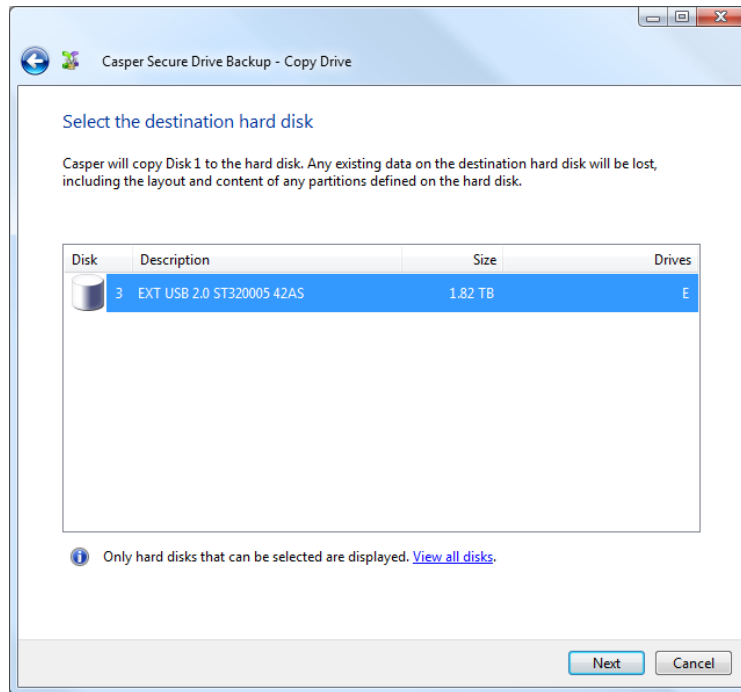 Casper Secure Drive Backup - Copy Drive
Select the destination hard disk
Casper will copy Disk 1 to the hard disk. Any existing data on the destination hard disk will be lost,
including the layout and content of any partitions defined on the hard disk.
Disk Description Size Drives
3 EXT USB 2.0 ST320005 42AS 1.82 TB E
Only hard disks that can be selected are displayed. View all disks.
Next Cancel